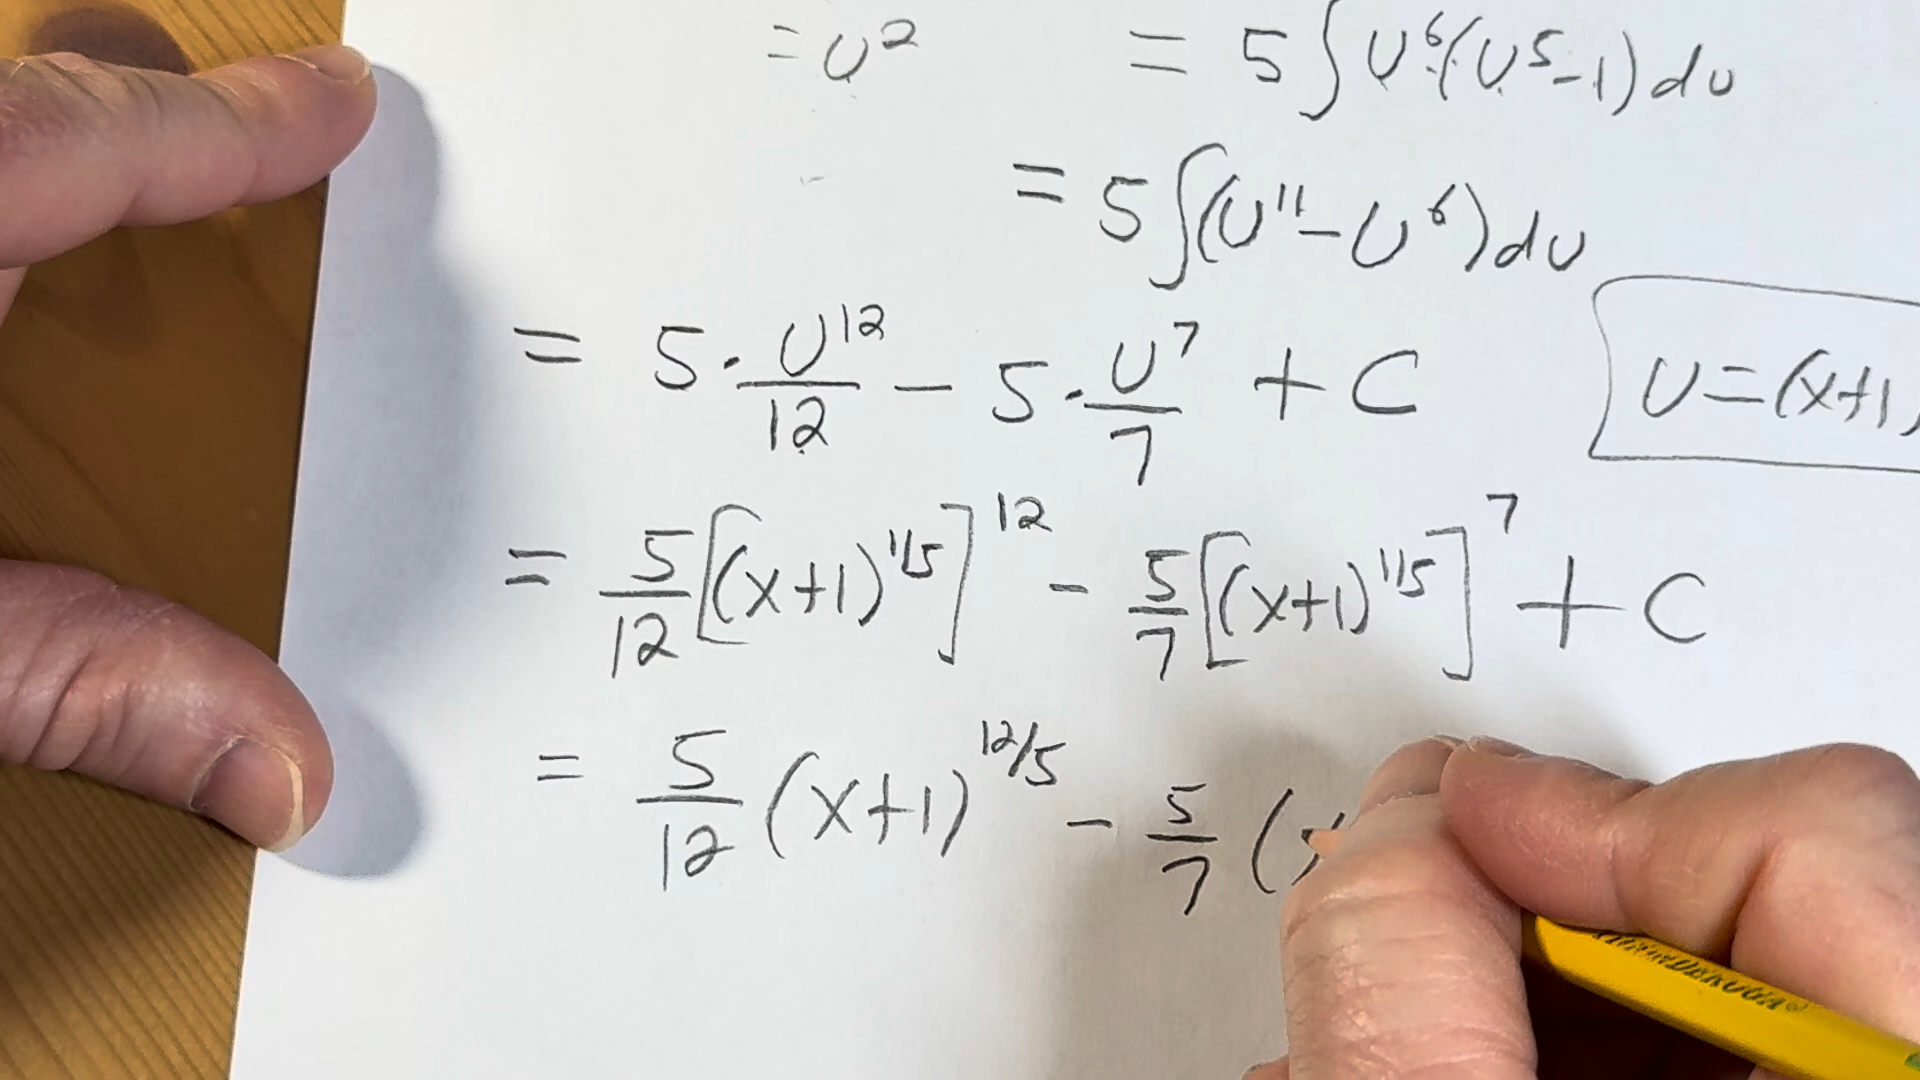 = U²
= 5∫U⁶(U⁵-1)du
= 5∫(U¹¹-U⁶)du
= 5·U¹²/12 - 5·U⁷/7 + C
U=(x+1)
= 5/12[(x+1)^1/5]^12 - 5/7[(x+1)^1/5]^7 + C
= 5/12(x+1)^12/5 - 5/7(x